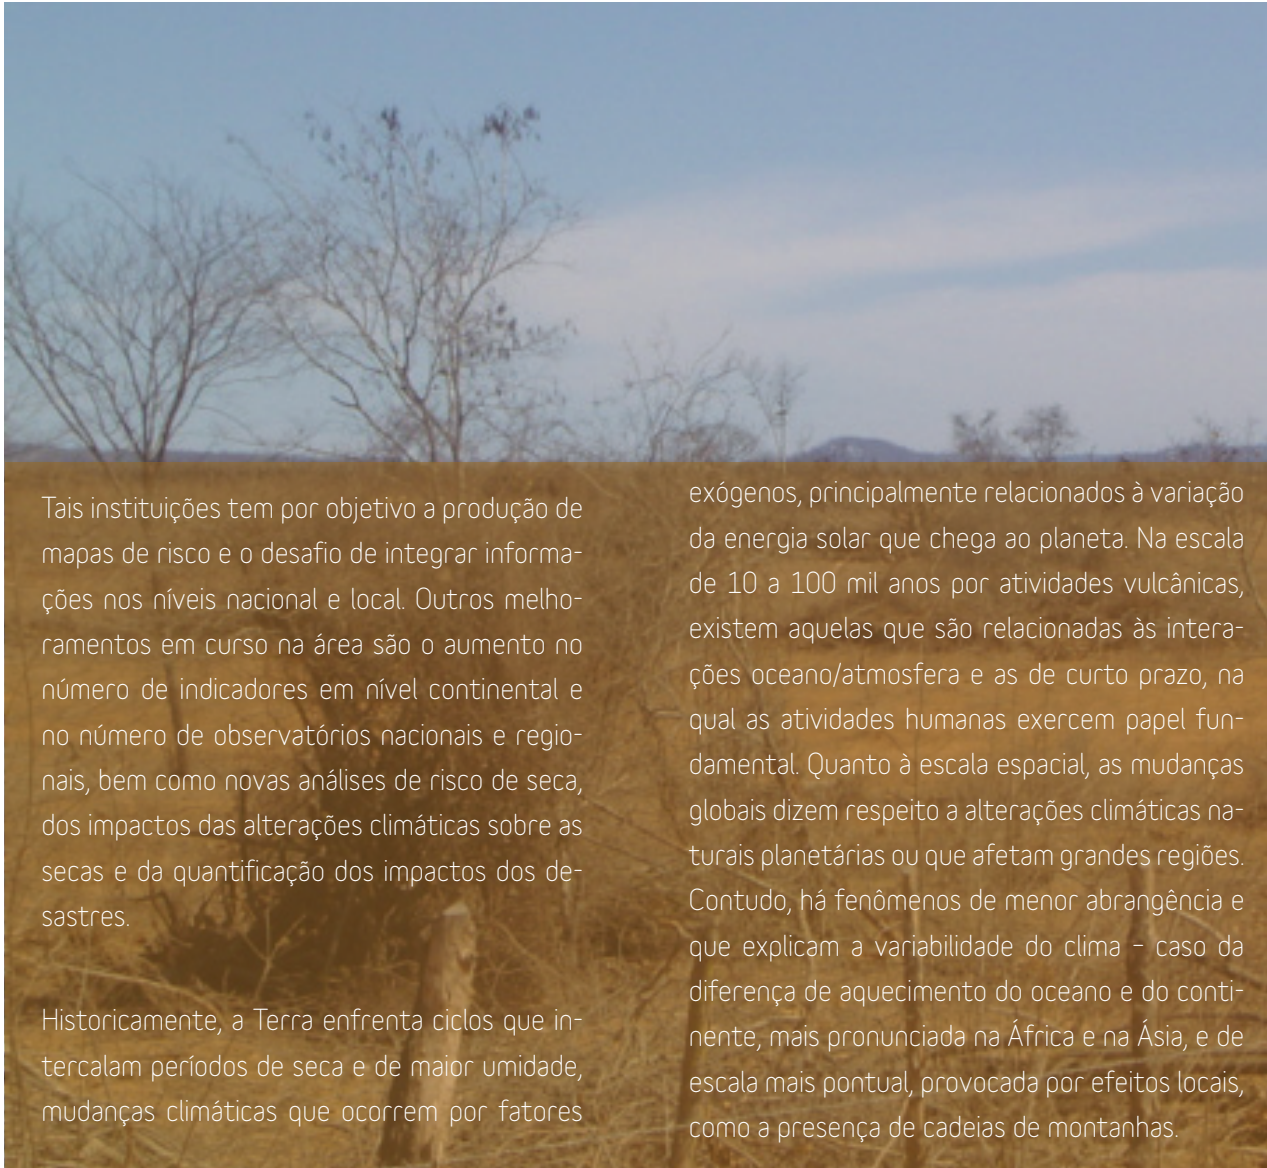 Tais instituições tem por objetivo a produção de
mapas de risco e o desafio de integrar informa-
ções nos níveis nacional e local. Outros melho-
ramentos em curso na área são o aumento no
número de indicadores em nível continental e
no número de observatórios nacionais e regio-
nais, bem como novas análises de risco de seca,
dos impactos das alterações climáticas sobre as
secas e da quantificação dos impactos dos de-
sastres.
Historicamente, a Terra enfrenta ciclos que in-
tercalam períodos de seca e de maior umidade,
mudanças climáticas que ocorrem por fatores
exógenos, principalmente relacionados à variação
da energia solar que chega ao planeta. Na escala
de 10 a 100 mil anos por atividades vulcânicas,
existem aquelas que são relacionadas às intera-
ções oceano/atmosfera e as de curto prazo, na
qual as atividades humanas exercem papel fun-
damental. Quanto à escala espacial, as mudanças
globais dizem respeito a alterações climáticas na-
turais planetárias ou que afetam grandes regiões.
Contudo, há fenômenos de menor abrangência e
que explicam a variabilidade do clima – caso da
diferença de aquecimento do oceano e do conti-
nente, mais pronunciada na África e na Ásia, e de
escala mais pontual, provocada por efeitos locais,
como a presença de cadeias de montanhas.